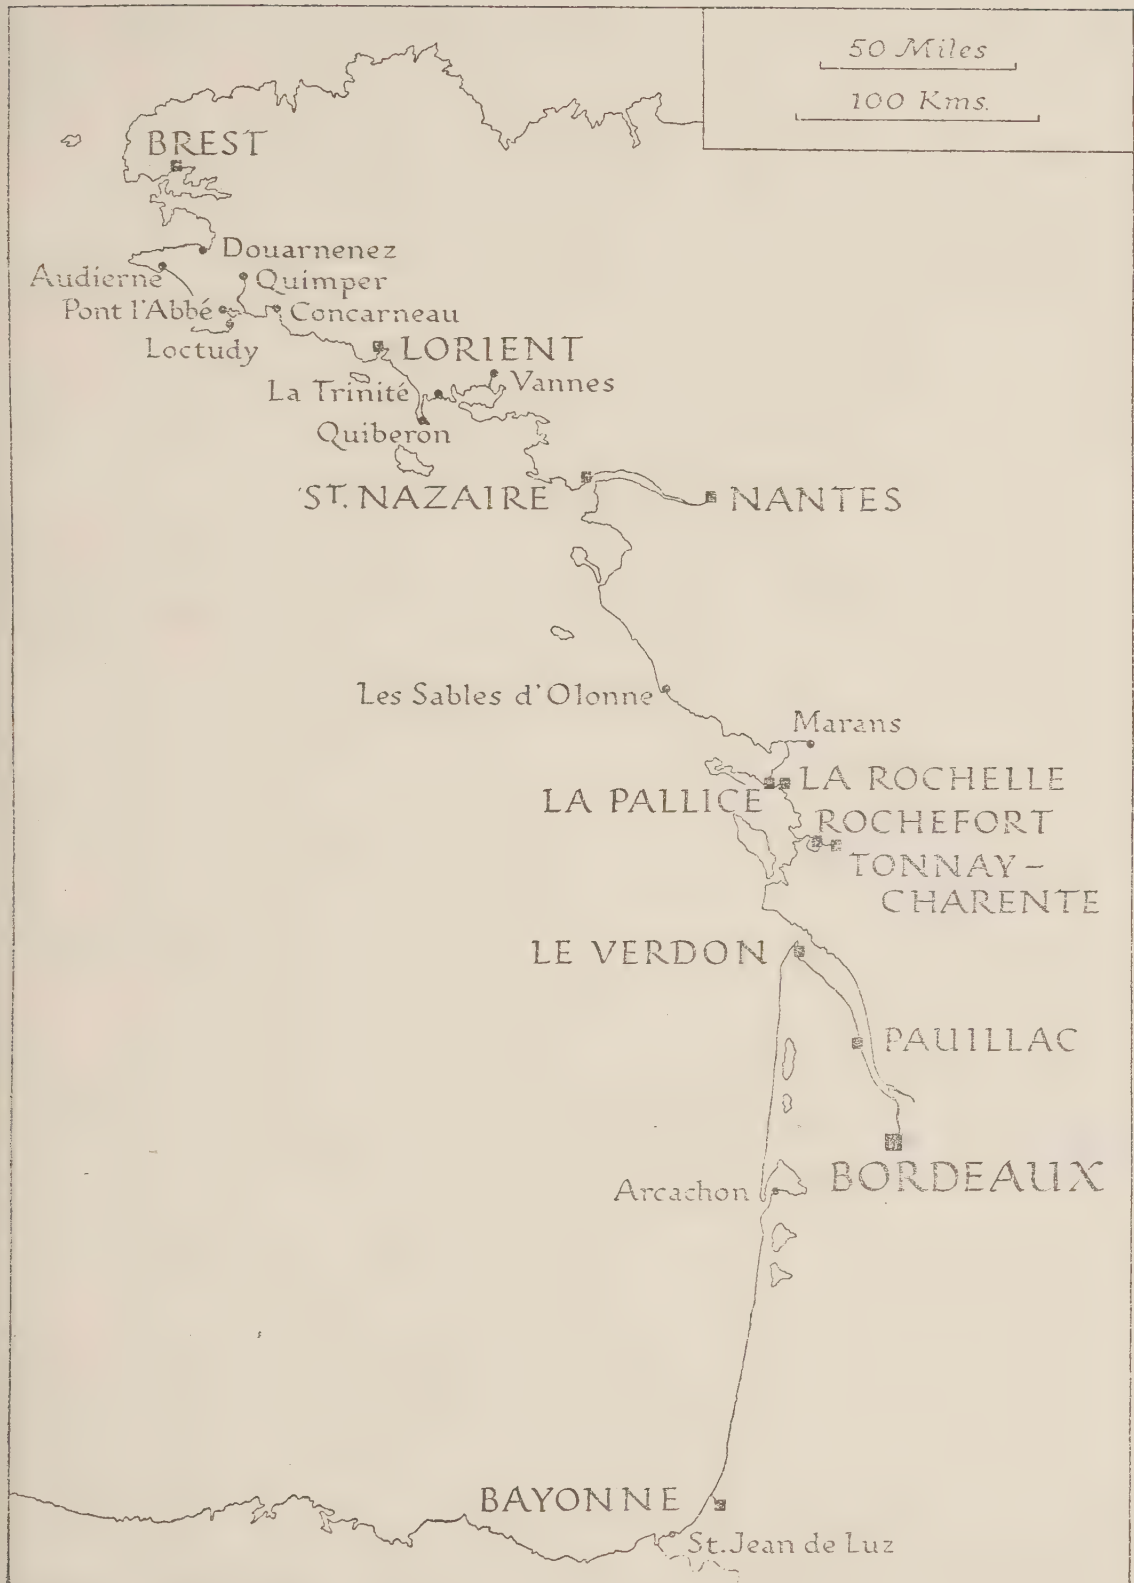 50 Miles
100 Kms.
BREST
Douarnenez
Audierne
Quimper
Pont l'Abbé
Concarneau
Loctudy
LORIENT
La Trinité
Vannes
Quiberon
ST. NAZAIRE
NANTES
Les Sables d'Olonne
Marans
LA ROCHELLE
LA PALLICE
ROCHEFORT
TONNAY-
CHARENTE
LE VERDON
PAUILLAC
BORDEAUX
Arcachon
BAYONNE
St. Jean de Luz